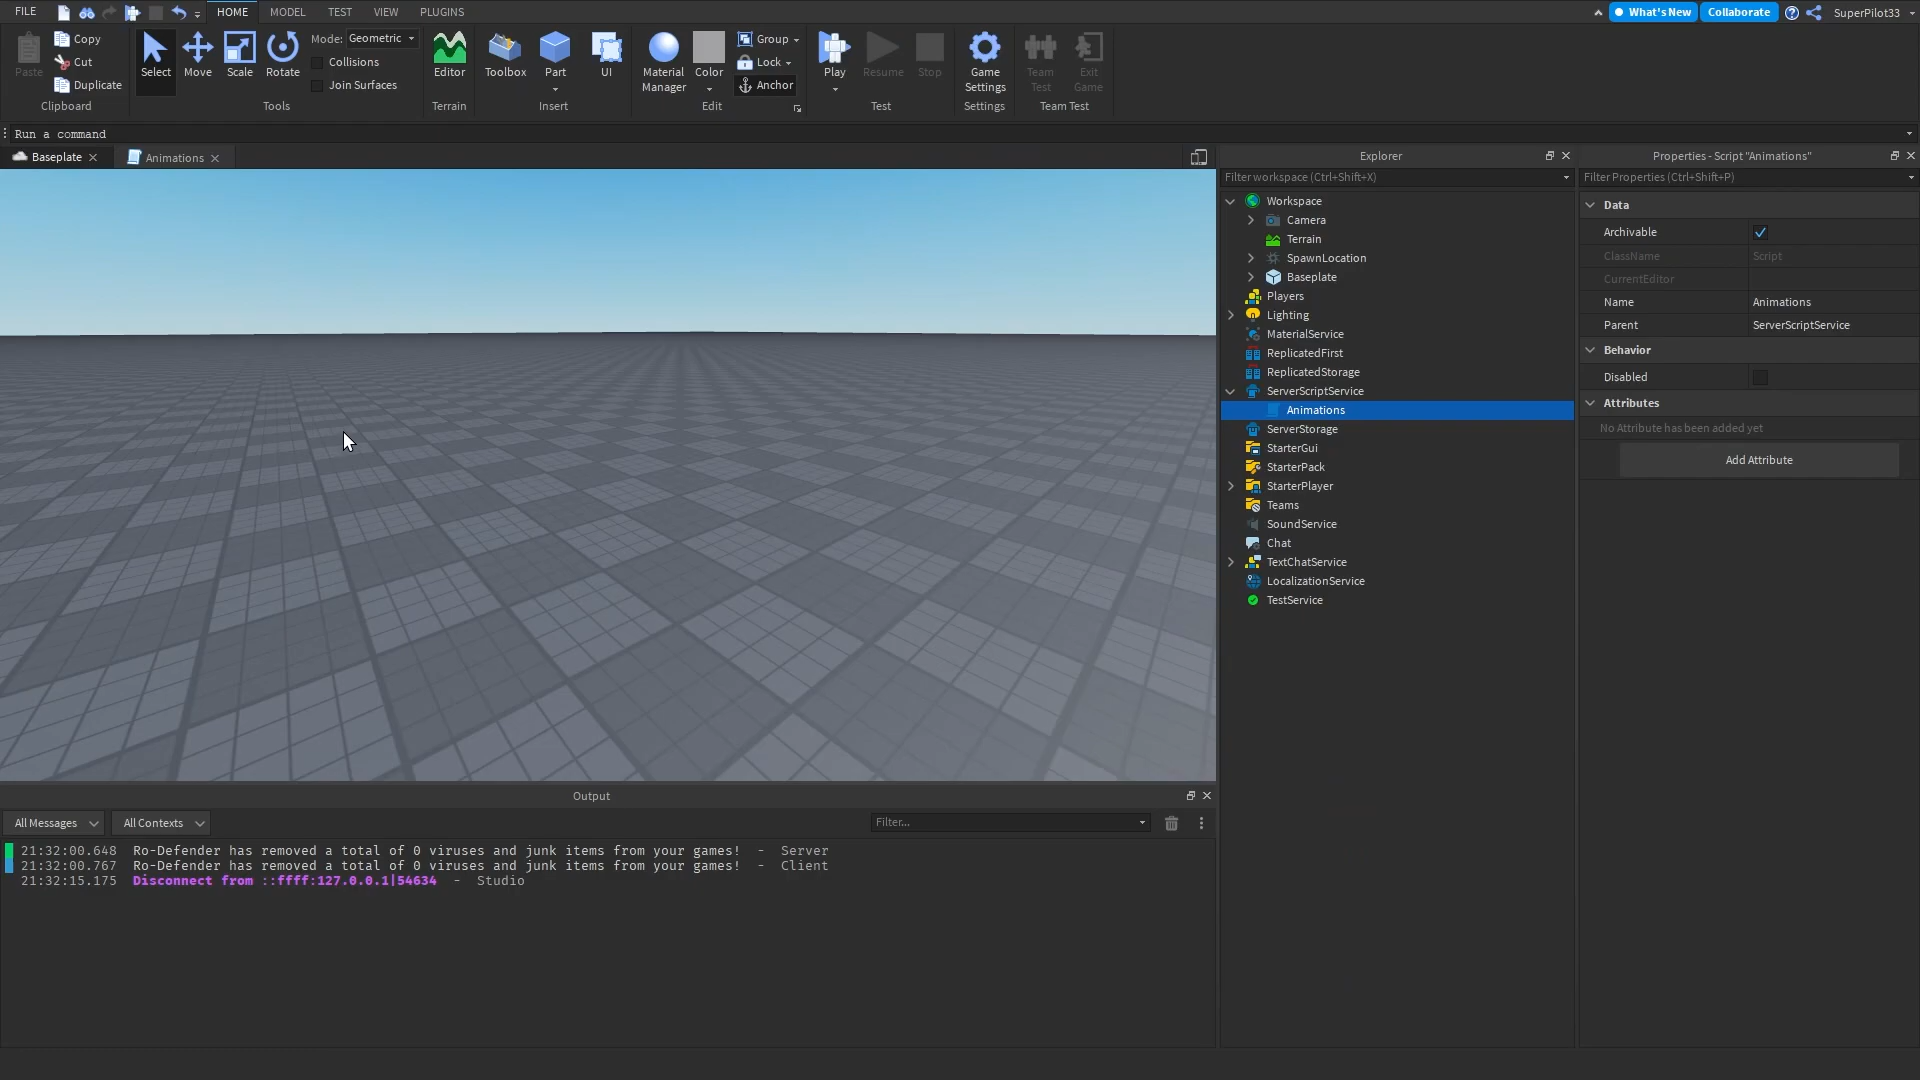 FILE HOME MODEL TEST VIEW PLUGINS What's New Collaborate SuperPilot33
Paste Copy Cut Duplicate Clipboard
Select Move Scale Rotate Mode: Geometric Collisions Join Surfaces Tools
Editor Terrain
Toolbox Part UI Insert
Material Manager Color Group Lock Anchor Edit
Play Resume Stop Test
Game Settings Settings
Team Test Exit Game Team Test
Run a command
Baseplate Animations
Explorer
Filter workspace (Ctrl+Shift+X)
Workspace
Camera
Terrain
SpawnLocation
Baseplate
Players
Lighting
MaterialService
ReplicatedFirst
ReplicatedStorage
ServerScriptService
Animations
ServerStorage
StarterGui
StarterPack
StarterPlayer
Teams
SoundService
Chat
TextChatService
LocalizationService
TestService
Properties - Script "Animations"
Filter Properties (Ctrl+Shift+P)
Data
Archivable
ClassName Script
CurrentEditor
Name Animations
Parent ServerScriptService
Behavior
Disabled
Attributes
No Attribute has been added yet
Add Attribute
Output
All Messages All Contexts Filter...
21:32:00.648 Ro-Defender has removed a total of 0 viruses and junk items from your games! - Server
21:32:00.767 Ro-Defender has removed a total of 0 viruses and junk items from your games! - Client
21:32:15.175 Disconnect from ::ffff:127.0.0.1|54634 - Studio